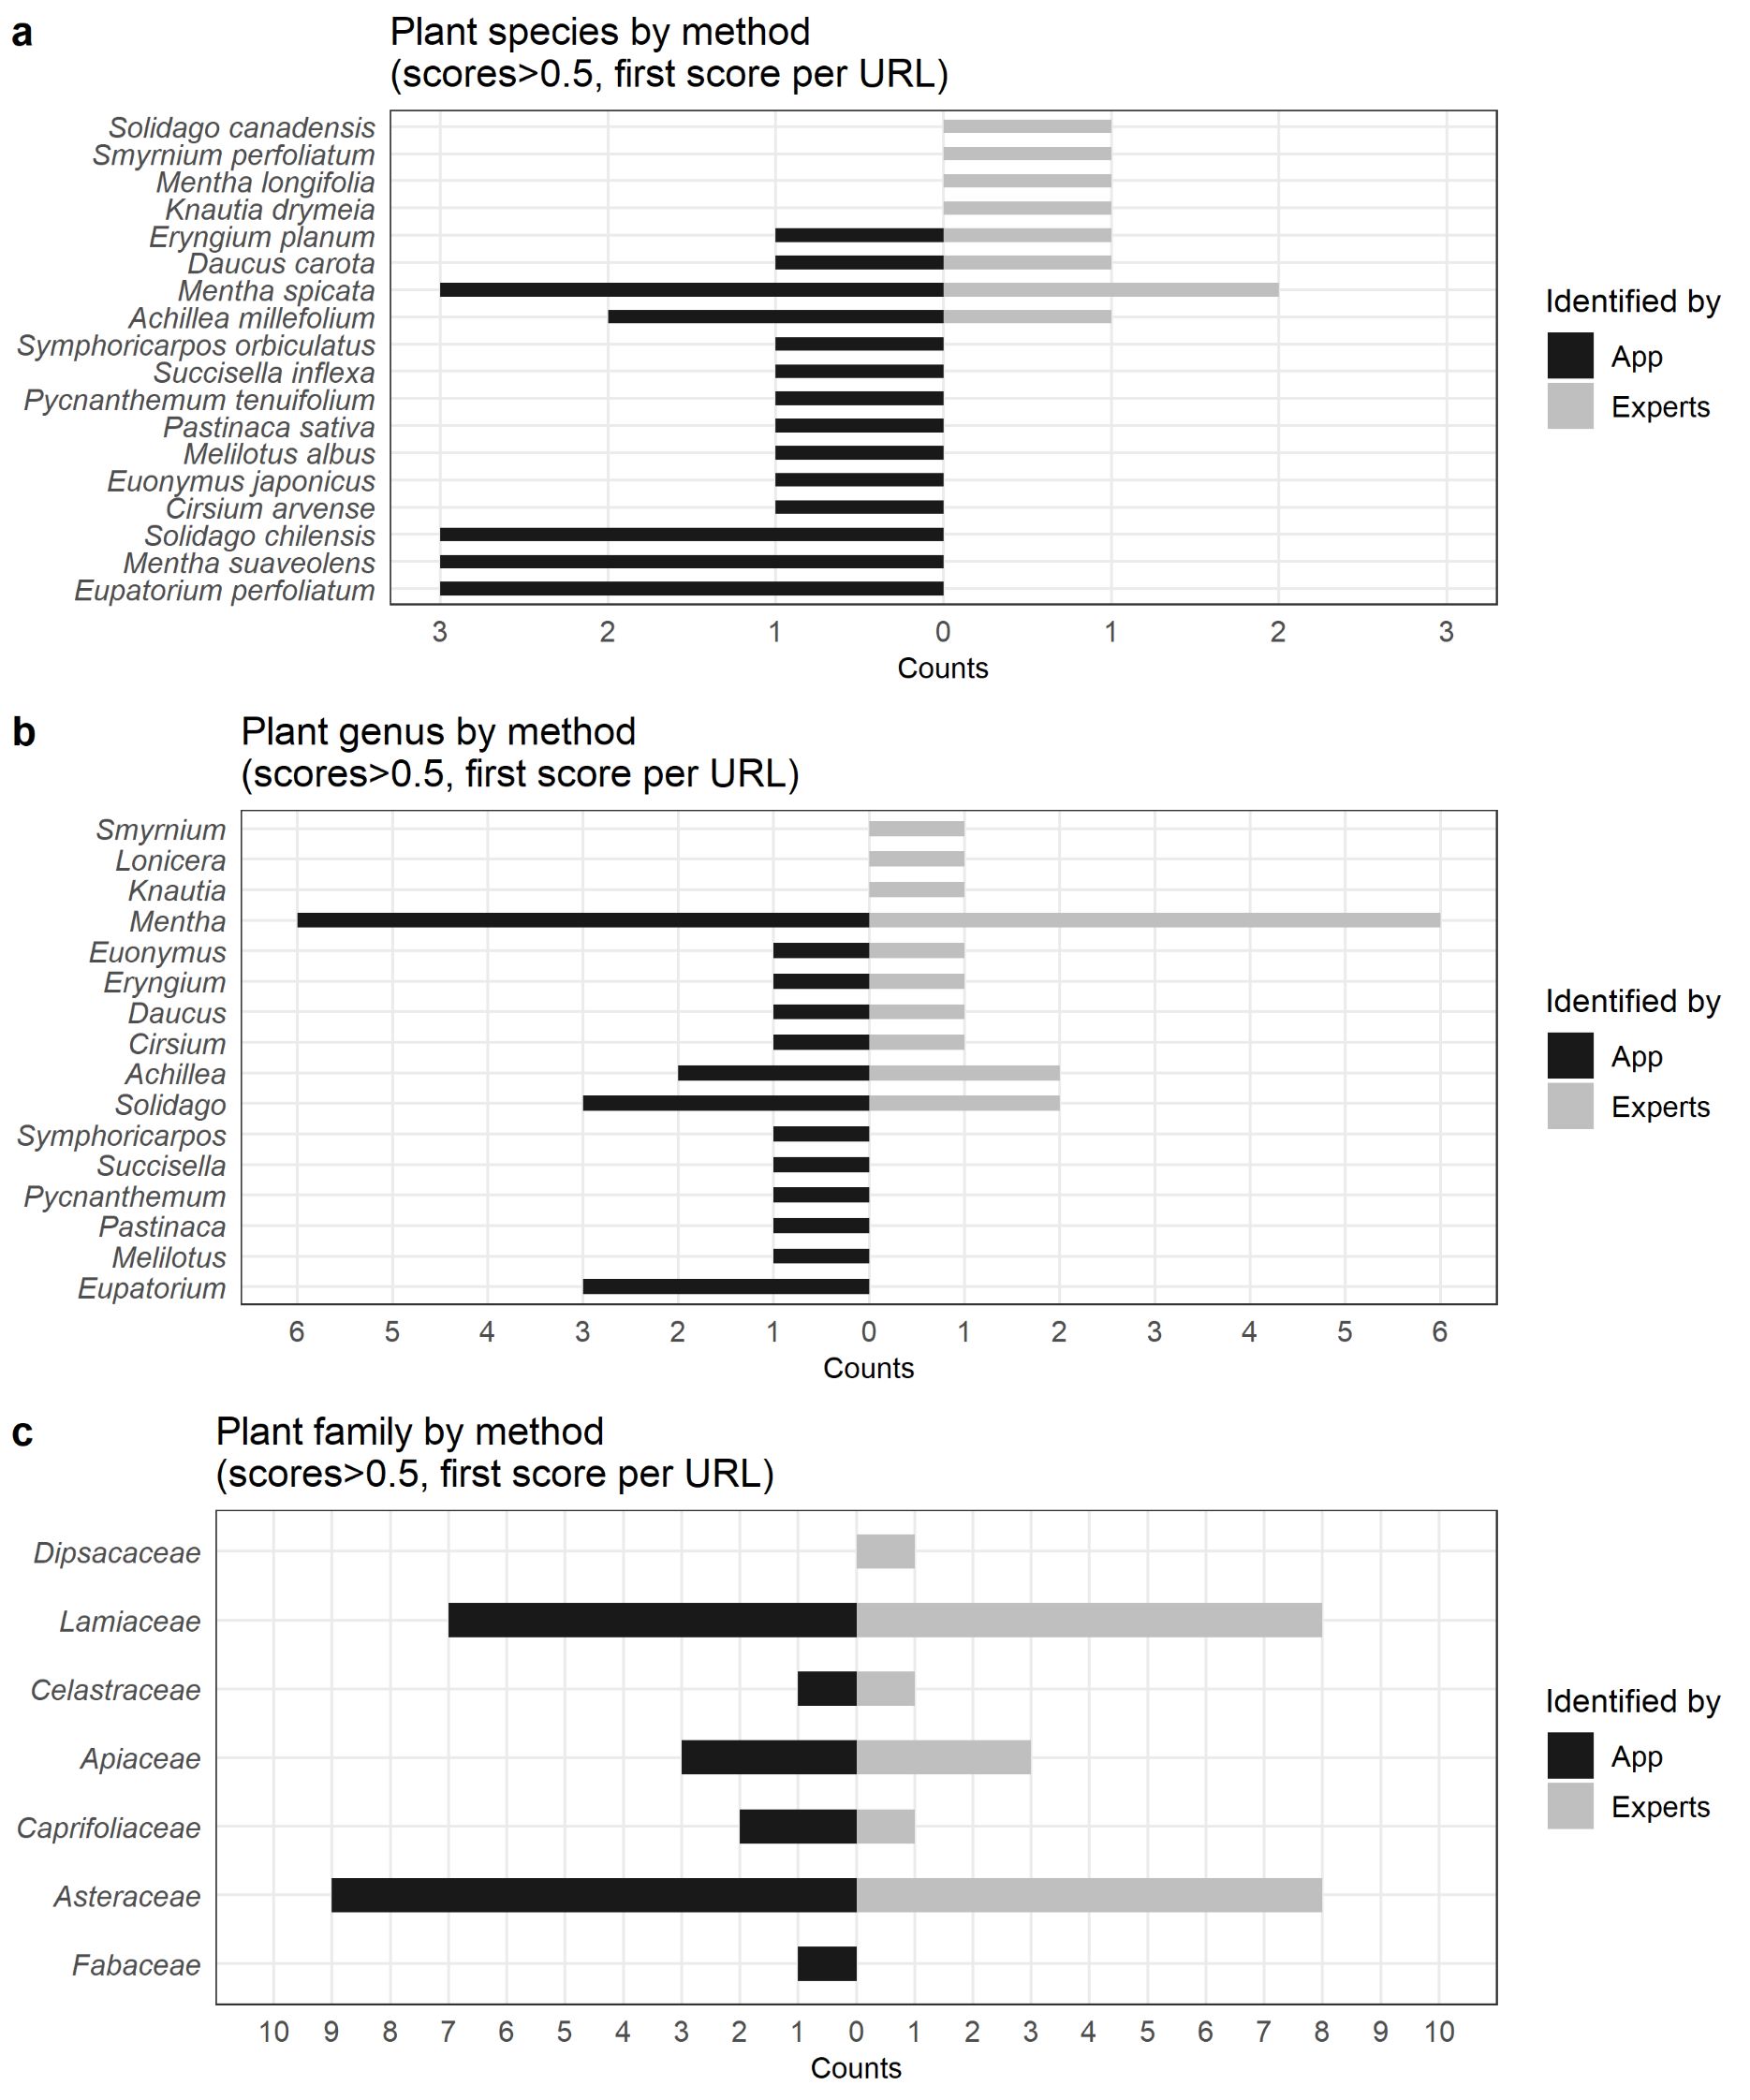 a
Plant species by method
(scores>0.5, first score per URL)
Solidago canadensis
Smyrnium perfoliatum
Mentha longifolia
Knautia drymeia
Eryngium planum
Daucus carota
Mentha spicata
Achillea millefolium
Symphoricarpos orbiculatus
Succisella inflexa
Pycnanthemum tenuifolium
Pastinaca sativa
Melilotus albus
Euonymus japonicus
Cirsium arvense
Solidago chilensis
Mentha suaveolens
Eupatorium perfoliatum
3 2 1 0 1 2 3
Counts
Identified by
App
Experts
b
Plant genus by method
(scores>0.5, first score per URL)
Smyrnium
Lonicera
Knautia
Mentha
Euonymus
Eryngium
Daucus
Cirsium
Achillea
Solidago
Symphoricarpos
Succisella
Pycnanthemum
Pastinaca
Melilotus
Eupatorium
6 5 4 3 2 1 0 1 2 3 4 5 6
Counts
Identified by
App
Experts
c
Plant family by method
(scores>0.5, first score per URL)
Dipsacaceae
Lamiaceae
Celastraceae
Apiaceae
Caprifoliaceae
Asteraceae
Fabaceae
10 9 8 7 6 5 4 3 2 1 0 1 2 3 4 5 6 7 8 9 10
Counts
Identified by
App
Experts